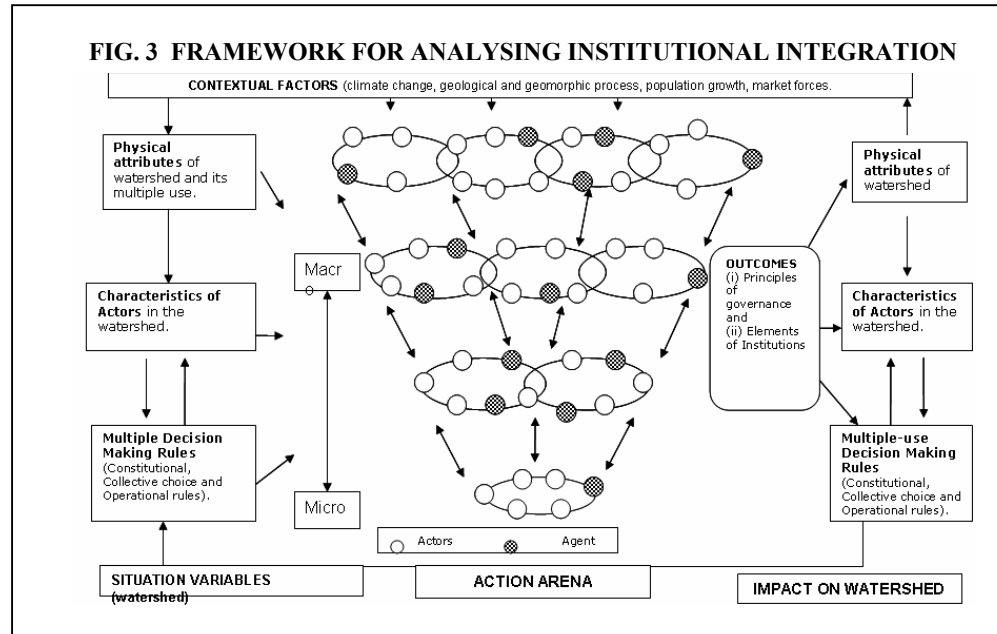 FIG. 3 FRAMEWORK FOR ANALYSING INSTITUTIONAL INTEGRATION
CONTEXTUAL FACTORS (climate change, geological and geomorphic process, population growth, market forces.
Physical
attributes of
watershed and its
multiple use.
Characteristics of
Actors in the
watershed.
Multiple Decision
Making Rules
(Constitutional,
Collective choice and
Operational rules).
SITUATION VARIABLES
(watershed)
Macr
o
Micro
Actors
Agent
ACTION ARENA
OUTCOMES
(i) Principles
of
governance
and
(ii) Elements
of Institutions
Physical
attributes of
watershed
Characteristics
of Actors in the
watershed.
Multiple-use
Decision Making
Rules
(Constitutional,
Collective choice and
Operational rules).
IMPACT ON WATERSHED